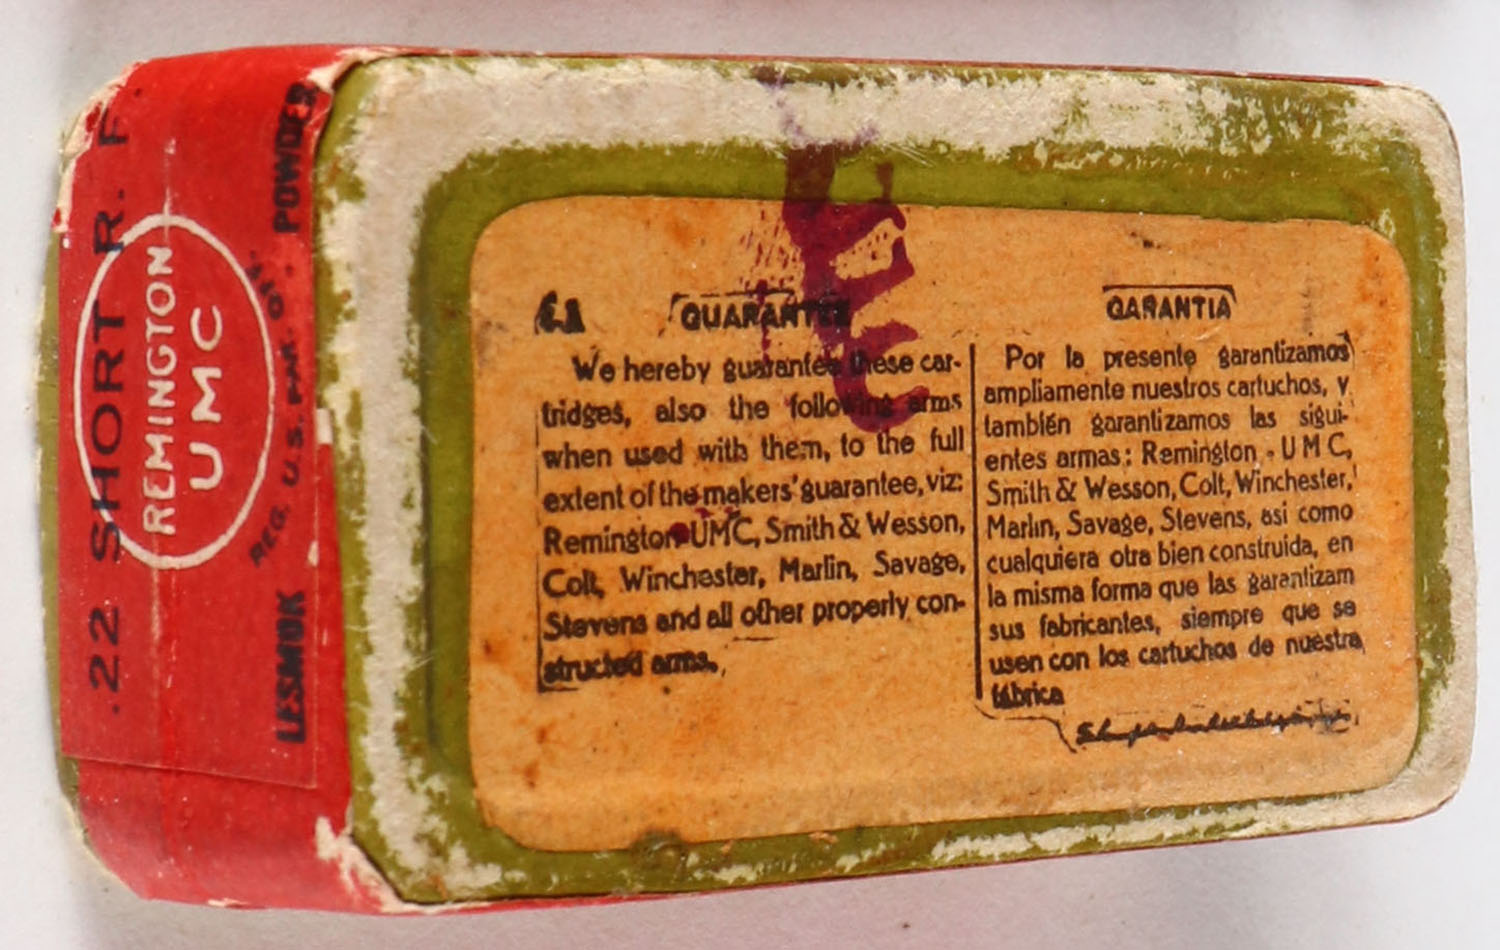 .22 SHORT R. F.
REMINGTON
UMC
REG. U.S. PAT. OFF.
LESMOK POWDER
GUARANTEE
We hereby guarantee these car-
tridges, also the following arms
when used with them, to the full
extent of the makers' guarantee, viz:
Remington UMC, Smith & Wesson,
Colt, Winchester, Marlin, Savage,
Stevens and all other properly con-
structed arms.
GARANTIA
Por la presente garantizamos
ampliamente nuestros cartuchos, y
también garantizamos las sigui-
entes armas: Remington - UMC,
Smith & Wesson, Colt, Winchester,
Marlin, Savage, Stevens, asi como
cualquiera otra bien construida, en
la misma forma que las garantizam
sus fabricantes, siempre que se
usen con los cartuchos de nuestra
fábrica